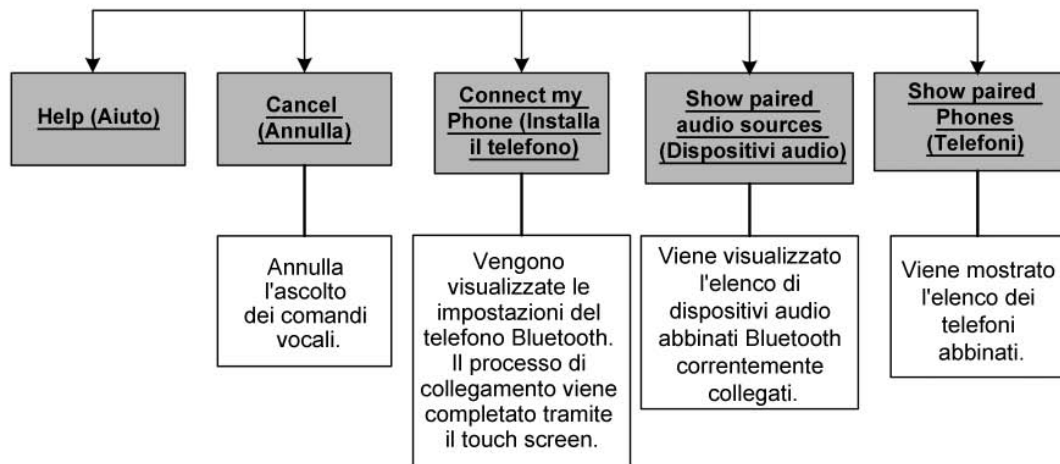 Help (Aiuto)
Cancel
(Annulla)
Connect my
Phone (Installa
il telefono)
Show paired
audio sources
(Dispositivi audio)
Show paired
Phones
(Telefoni)
Annulla
l'ascolto
dei comandi
vocali.
Vengono
visualizzate le
impostazioni del
telefono Bluetooth.
Il processo di
collegamento viene
completato tramite
il touch screen.
Viene visualizzato
l'elenco di
dispositivi audio
abbinati Bluetooth
correntemente
collegati.
Viene mostrato
l'elenco dei
telefoni
abbinati.